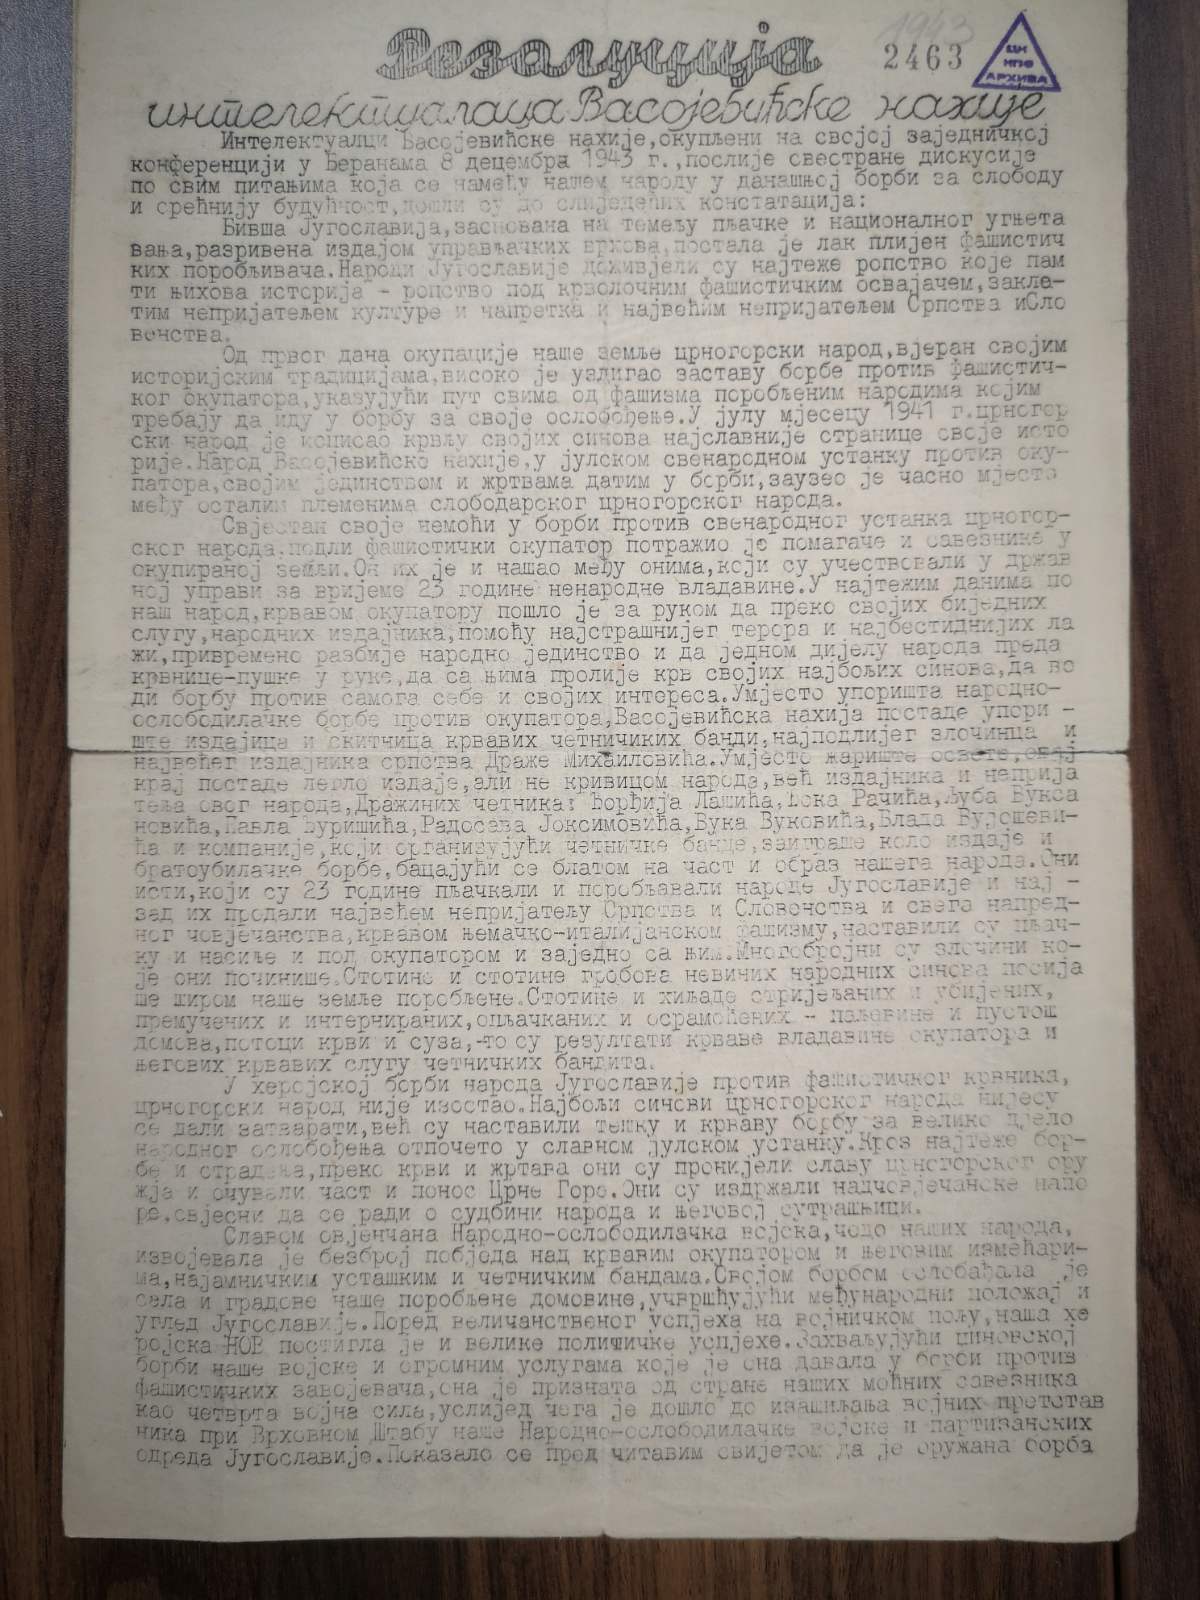 1943
Резолуција
2463
ЦК
КПЈ
АРХИВА
интелектуалаца Васојевићске нахије
Интелектуалци Васојевићске нахије,окупљени на својој заједничкој
конференцији у Беранама 8 децембра 1943 г.,послије свестране дискусије
по свим питањима која се намећу нашем народу у данашњој борби за слободу
и срећнију будућност,дошли су до слиједећих констатација:
Бивша Југославија,заснована на темељу пљачке и националног угњета
вања,разривена издајом управљачких врхова,постала је лак плијен фашистич
ких поробљивача.Народи Југославије доживјели су најтеже ропство које пам
ти њихова историја - ропство под крволочним фашистичким освајачем,закле-
тим непријатељем културе и напретка и највећим непријатељем Српства иСло
венства.
Од првог дана окупације наше земље црногорски народ,вјеран својим
историјским традицијама,високо је уздигао заставу борбе против фашистич-
ког окупатора,указујући пут свима од фашизма поробљеним народима којим
требају да иду у борбу за своје ослобођење.У јулу мјесецу 1941 г.црногор
ски народ је исписао крвљу својих синова најславније странице своје исто
рије.Народ Васојевићске нахије,у јулском свенародном устанку против оку-
патора,својим јединством и жртвама датим у борби,заузео је часно мјесто
међу осталим племенима слободарског црногорског народа.
Свјестан своје немоћи у борби против свенародног устанка црногор-
ског народа,подли фашистички окупатор потражио је помагаче и савезнике у
окупираној земљи.Он их је и нашао међу онима,који су учествовали у држав
ној управи за вријеме 23 године ненародне владавине.У најтежим данима по
наш народ,крвавом окупатору пошло је за руком да преко својих биједних
слугу,народних издајника,помоћу најстрашнијег терора и најбестиднијих ла
жи,привремено разбије народно јединство и да једном дијелу народа преда
крвнице-пушке у руке,да са њима пролије крв својих најбољих синова,да во
ди борбу против самога себе и својих интереса.Умјесто упоришта народно-
ослободилачке борбе против окупатора,Васојевићска нахија постаде упори -
ште издајица и скитница крвавих четничиких банди,најподлијег злочинца и
највећег издајника српства Драже Михаиловића.Умјесто жариште освете,овај
крај постаде легло издаје,али не кривицом народа,већ издајника и неприја
теља свог народа,Дражиних четника: Ђорђија Лашића,Ђока Рачића,Љуба Вукса
новића,Павла Ђуришића,Радосава Јоксимовића,Вука Вуковића,Влада Вујошеви-
ћа и компаније,који организујући четничке банде,заиграше коло издаје и
братоубилачке борбе,бацајући се блатом на част и образ нашега народа.Они
исти,који су 23 године пљачкали и поробљавали народе Југославије и нај -
зад их продали највећем непријатељу Српства и Словенства и свега напред-
ног човјечанства,крвавом њемачко-италијанском фашизму,наставили су пљач-
ку и насиље и под окупатором и заједно са њим.Многобројни су злочини ко-
је они починише.Стотине и стотине гробова невиних народних синова посија
ше широм наше земље поробљене.Стотине и хиљаде стријељаних и убијених,
премучених и интернираних,опљачканих и осрамоћених - паљевине и пустош
домова,потоци крви и суза,-то су резултати крваве владавине окупатора и
његових крвавих слугу четничких бандита.
У херојској борби народа Југославије против фашистичког крвника,
црногорски народ није изостао.Најбољи синови црногорског народа нијесу
се дали затварати,већ су наставили тешку и крваву борбу за велико дјело
народног ослобођења отпочето у славном јулском устанку.Кроз најтеже бор-
бе и страдања,преко крви и жртава они су пронијели славу црногорског ору
жја и очували част и понос Црне Горе.Они су издржали надчовјечанске напо
ре,свјесни да се ради о судбини народа и његовој сутрашњици.
Славом овјенчана Народно-ослободилачка војска,чедо наших народа,
извојевала је безброј побједа над крвавим окупатором и његовим измећари-
ма,најамничким усташким и четничким бандама.Својом борбом ослобађала је
села и градове наше поробљене домовине,учвршћујући међународни положај и
углед Југославије.Поред величанственог успјеха на војничком пољу,наша хе
ројска НОВ постигла је и велике политичке успјехе.Захваљујући џиновској
борби наше војске и огромним услугама које је она давала у борби против
фашистичких завојевача,она је призната од стране наших моћних савезника
као четврта војна сила,услијед чега је дошло до изашиљања војних претстав
ника при Врховном Штабу наше Народно-ослободилачке војске и партизанских
одреда Југославије.Показало се пред читавим свијетом да је оружана борба